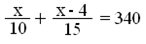 x/10 + x - 4/15 = 340